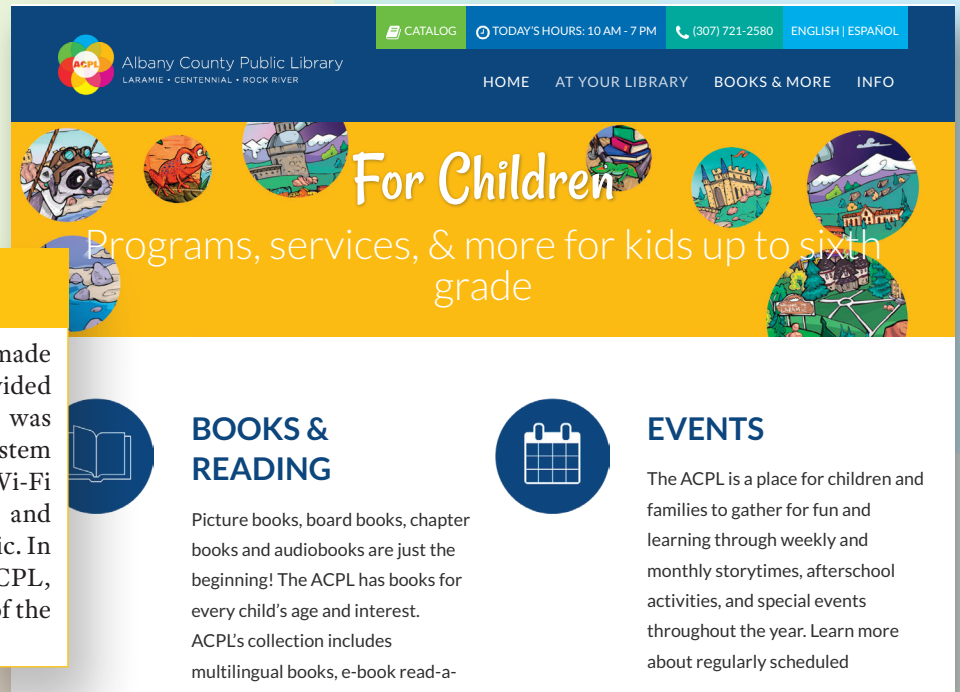 CATALOG
TODAY'S HOURS: 10 AM - 7 PM
(307) 721-2580
ENGLISH | ESPAÑOL
ACPL
Albany County Public Library
LARAMIE • CENTENNIAL • ROCK RIVER
HOME AT YOUR LIBRARY BOOKS & MORE INFO
For Children
Programs, services, & more for kids up to sixth
grade
was
Wi-Fi
and
In
of the
BOOKS &
READING
Picture books, board books, chapter
books and audiobooks are just the
beginning! The ACPL has books for
every child's age and interest.
ACPL's collection includes
multilingual books, e-book read-a-
EVENTS
The ACPL is a place for children and
families to gather for fun and
learning through weekly and
monthly storytimes, afterschool
activities, and special events
throughout the year. Learn more
about regularly scheduled